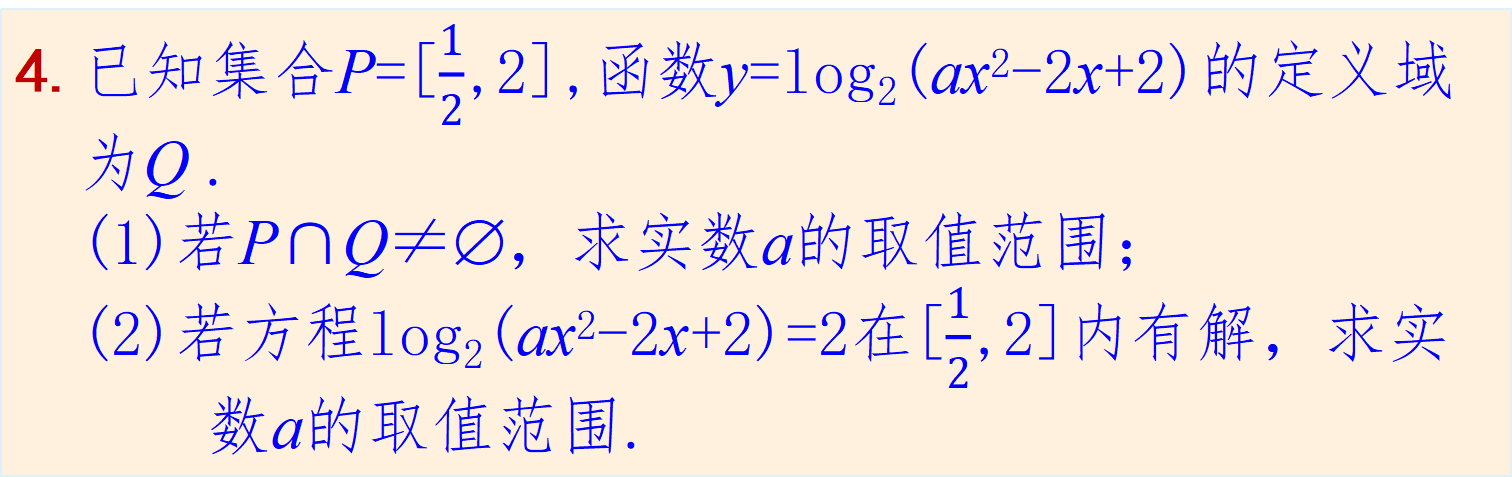 4. 已知集合P=[1/2,2],函数y=log₂(ax²-2x+2)的定义域
为Q.
(1)若P∩Q≠∅，求实数a的取值范围;
(2)若方程log₂(ax²-2x+2)=2在[1/2,2]内有解，求实
数a的取值范围.